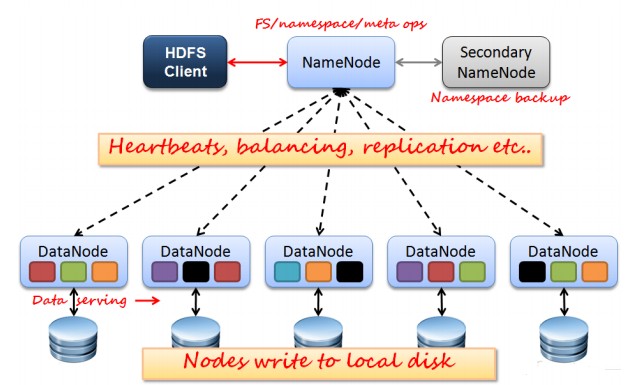 FS/namespace/meta ops
HDFS
Client
NameNode
Secondary
NameNode
Namespace backup
Heartbeats, balancing, replication etc..
DataNode
DataNode
DataNode
DataNode
DataNode
Data serving
Nodes write to local disk